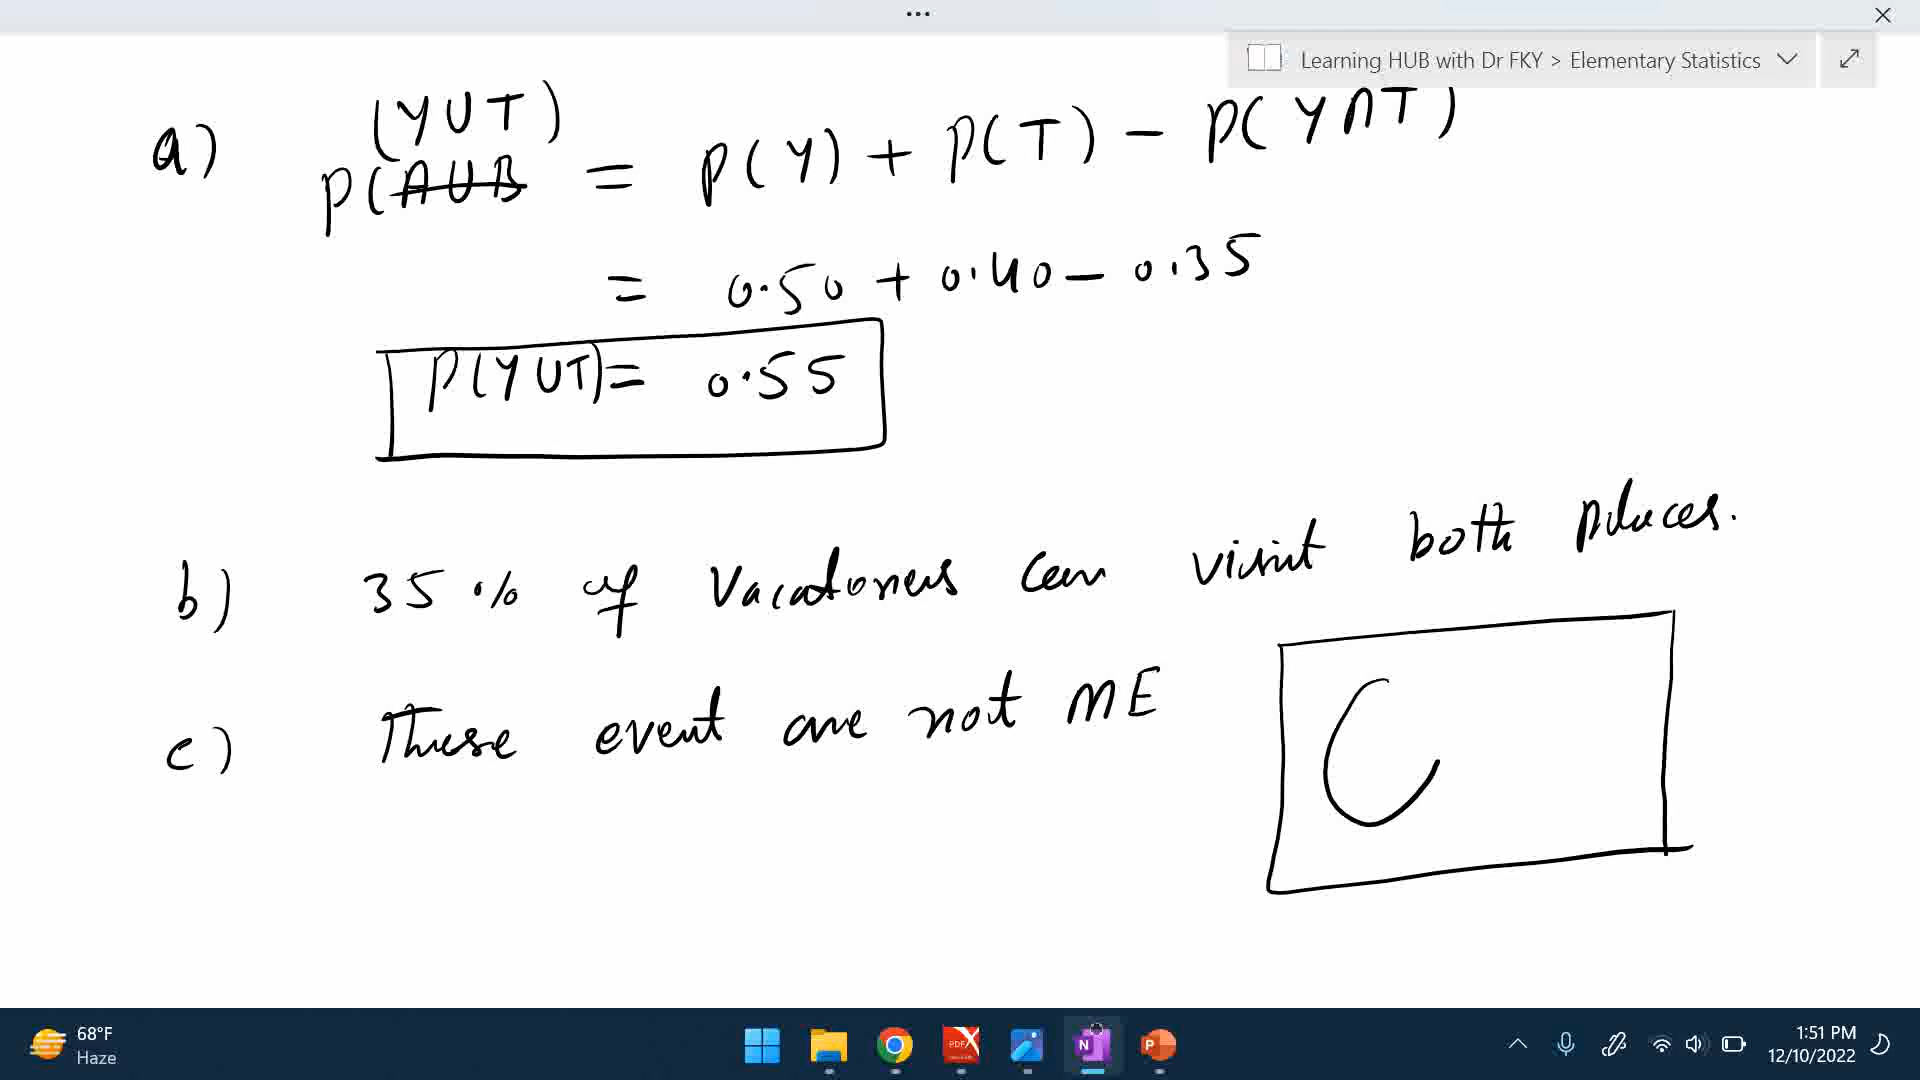 Learning HUB with Dr FKY > Elementary Statistics
(YUT)
a) P(AUB = P(Y) + P(T) - P(Y∩T)
= 0.50 + 0.40 - 0.35
P(YUT) = 0.55
b) 35% of Vacationers can visit both places.
c) These event are not ME
68°F
Haze
1:51 PM
12/10/2022